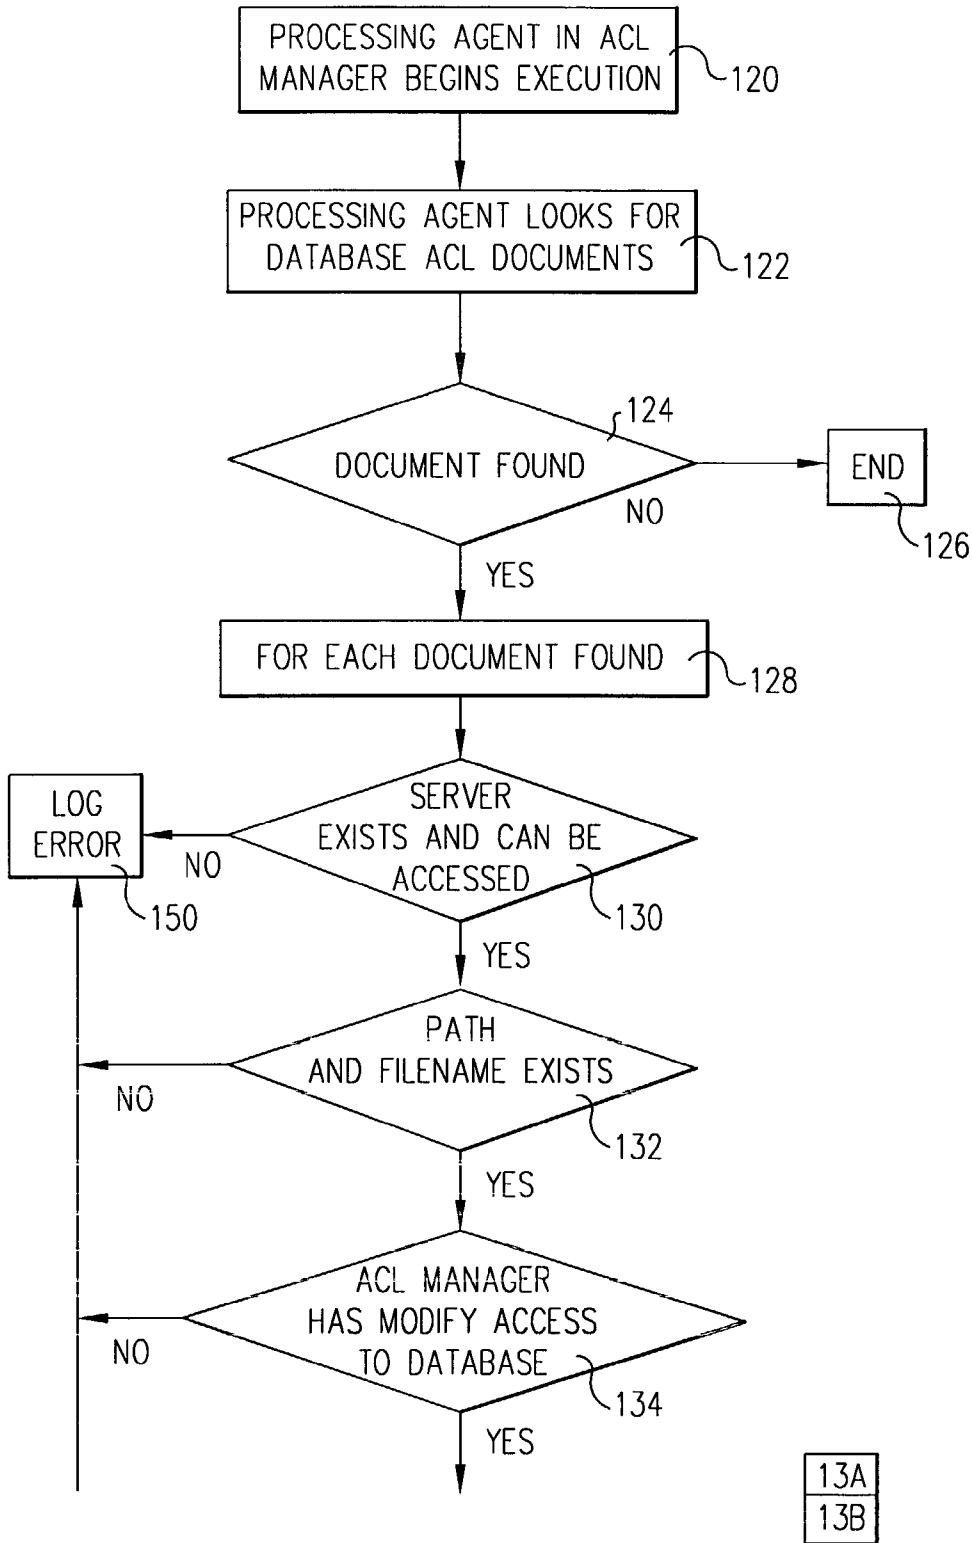 PROCESSING AGENT IN ACL
MANAGER BEGINS EXECUTION
120
PROCESSING AGENT LOOKS FOR
DATABASE ACL DOCUMENTS
122
124
DOCUMENT FOUND
NO
END
126
YES
FOR EACH DOCUMENT FOUND
128
SERVER
EXISTS AND CAN BE
ACCESSED
130
NO
LOG
ERROR
150
YES
PATH
AND FILENAME EXISTS
132
NO
YES
ACL MANAGER
HAS MODIFY ACCESS
TO DATABASE
134
NO
YES
13A
13B